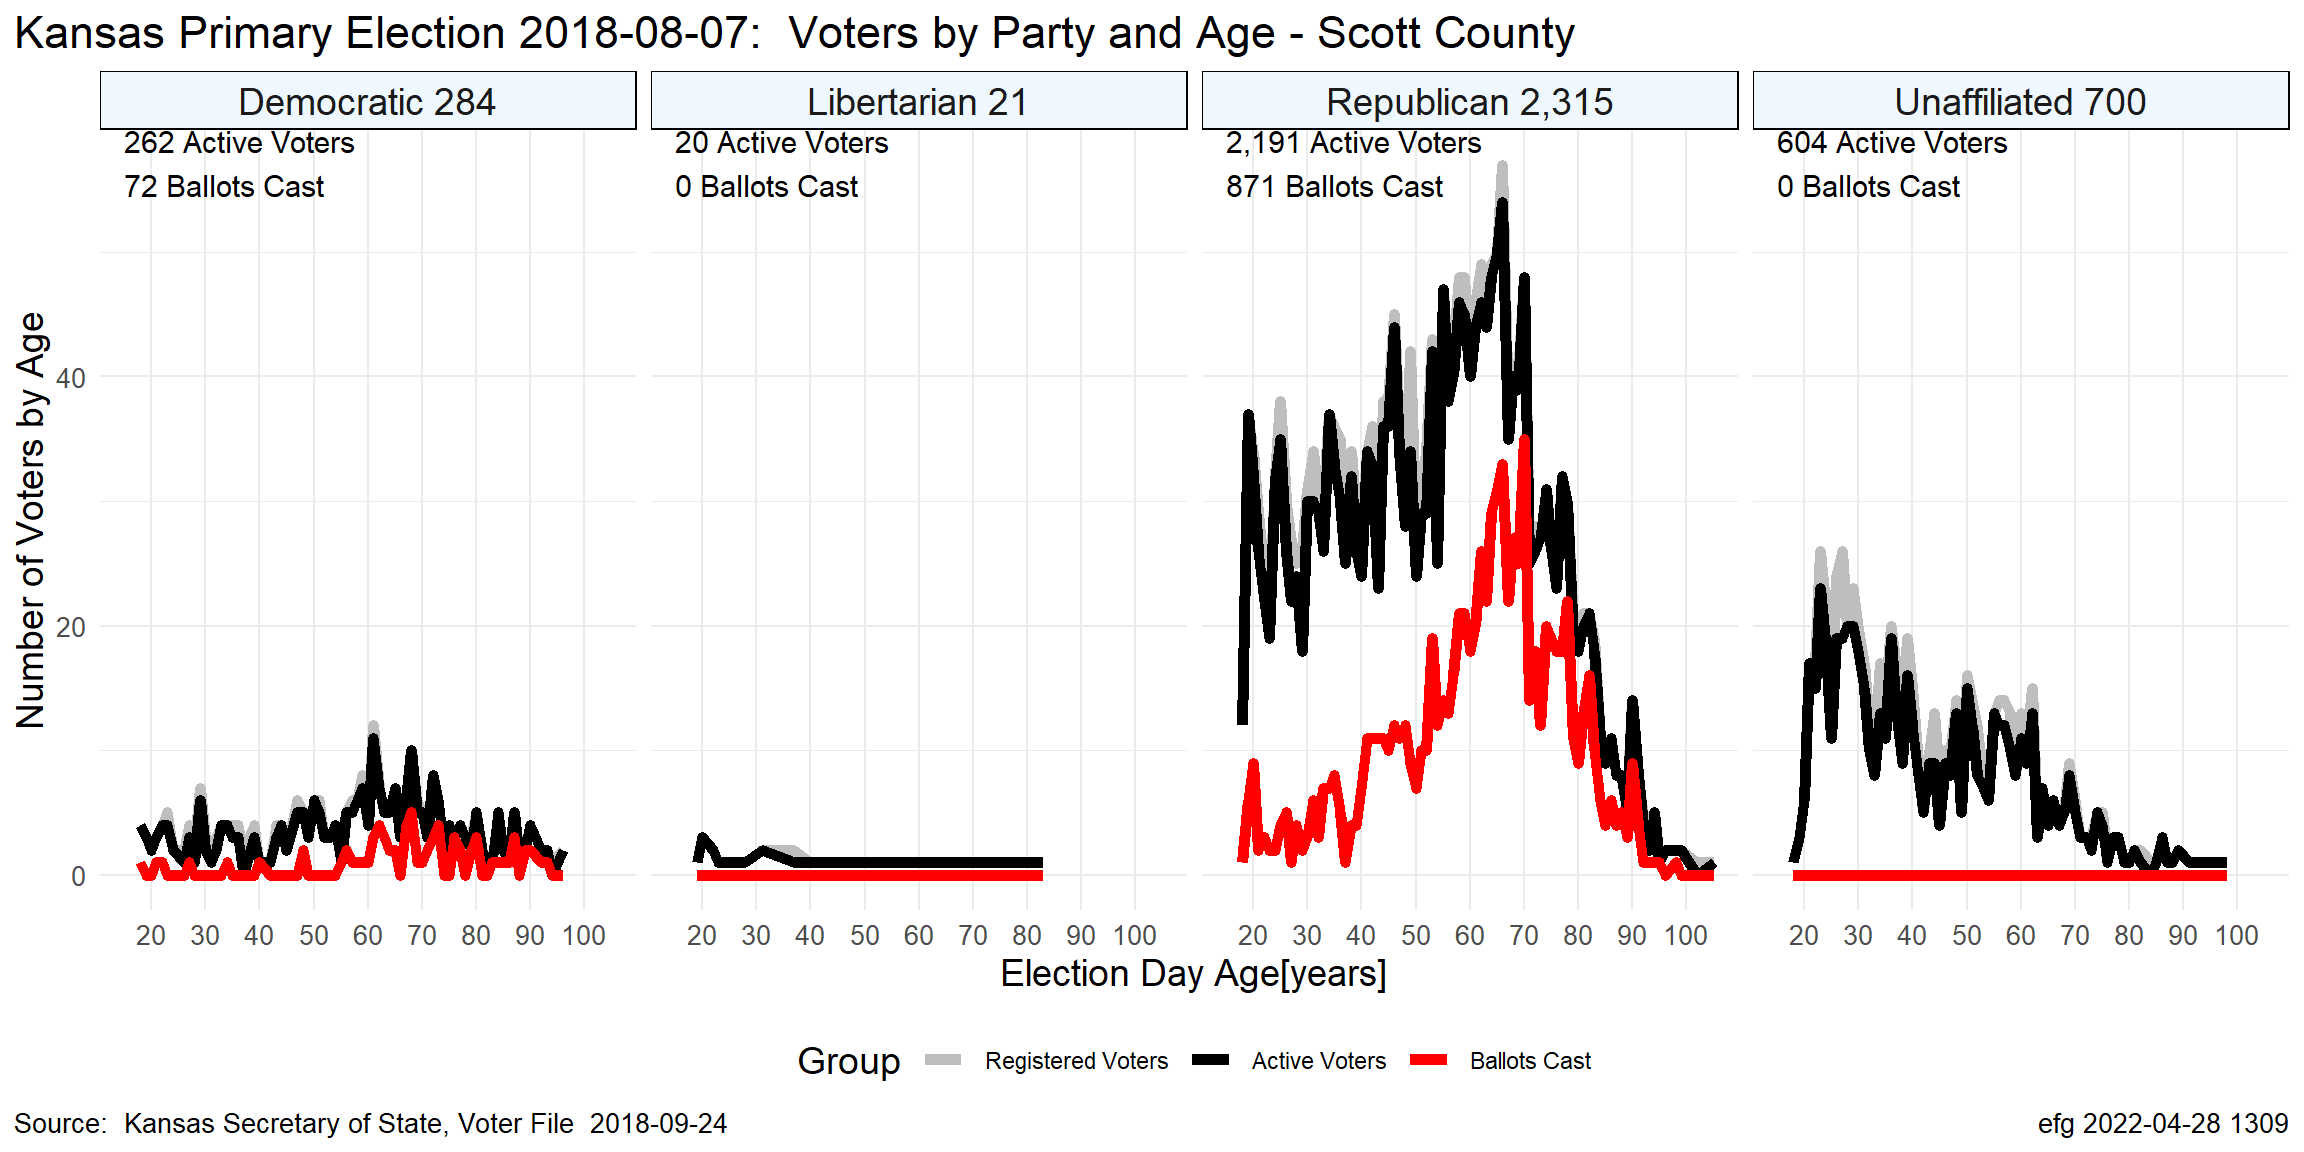 Kansas Primary Election 2018-08-07:  Voters by Party and Age - Scott County
Democratic 284
Libertarian 21
Republican 2,315
Unaffiliated 700
262 Active Voters
72 Ballots Cast
20 Active Voters
0 Ballots Cast
2,191 Active Voters
871 Ballots Cast
604 Active Voters
0 Ballots Cast
Number of Voters by Age
40
20
0
20 30 40 50 60 70 80 90 100
20 30 40 50 60 70 80 90 100
20 30 40 50 60 70 80 90 100
20 30 40 50 60 70 80 90 100
Election Day Age[years]
Group Registered Voters Active Voters Ballots Cast
Source:  Kansas Secretary of State, Voter File  2018-09-24
efg 2022-04-28 1309